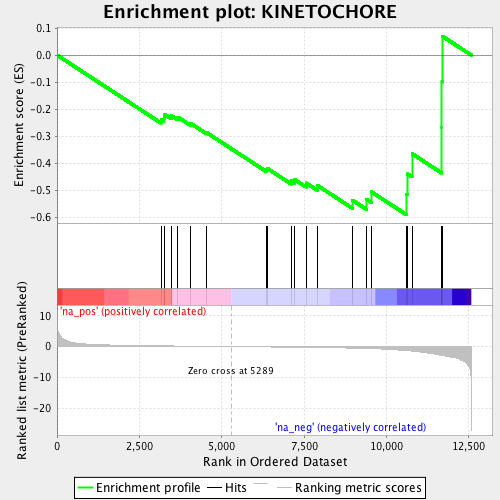 Enrichment plot: KINETOCHORE
Enrichment score (ES)
0.1
0.0
-0.1
-0.2
-0.3
-0.4
-0.5
-0.6
'na_pos' (positively correlated)
Ranked list metric (PreRanked)
10
5
0
-5
-10
-20
Zero cross at 5289
'na_neg' (negatively correlated)
0
2,500
5,000
7,500
10,000
12,500
Rank in Ordered Dataset
Enrichment profile
Hits
Ranking metric scores